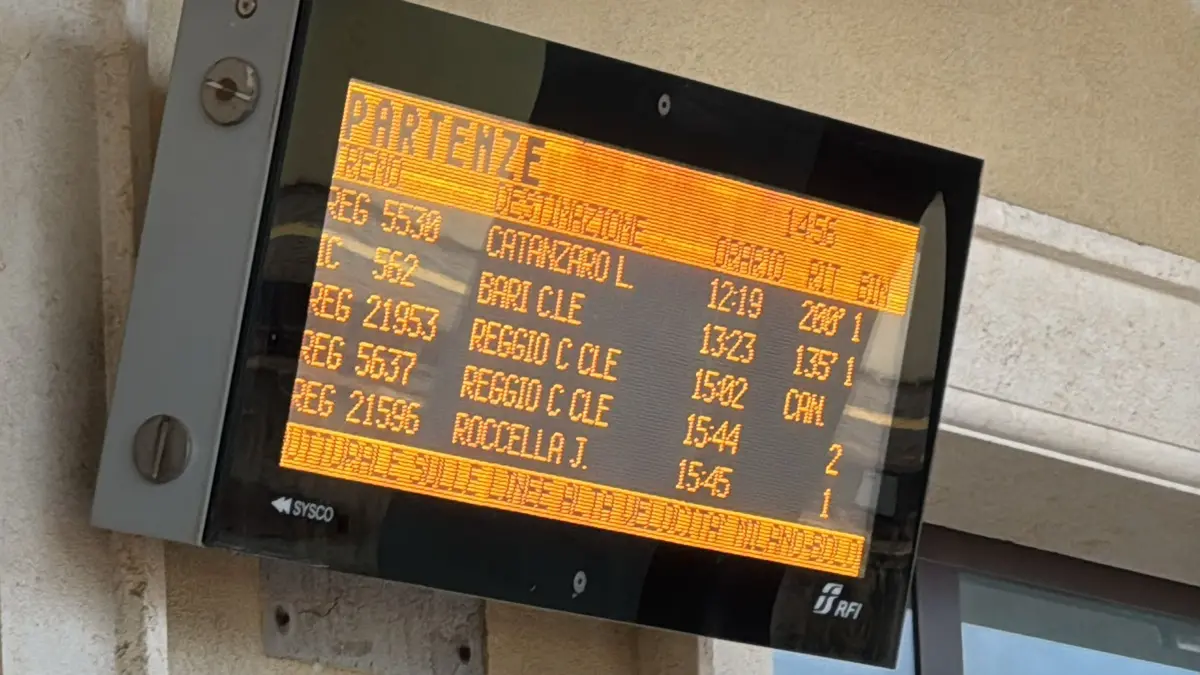 PARTENZE 14:56
TRENO DESTINAZIONE ORARIO RIT BIN
REG 5530 CATANZARO L. 12:19 200' 1
IC 562 BARI C.LE 13:23 135' 1
REG 21953 REGGIO C CLE 15:02 CAN.
REG 5637 REGGIO C CLE 15:44 2
REG 21596 ROCCELLA J. 15:45 1
SULLE LINEE ALTA VELOCITA' MILANO-BOLO
SYSCO
RFI